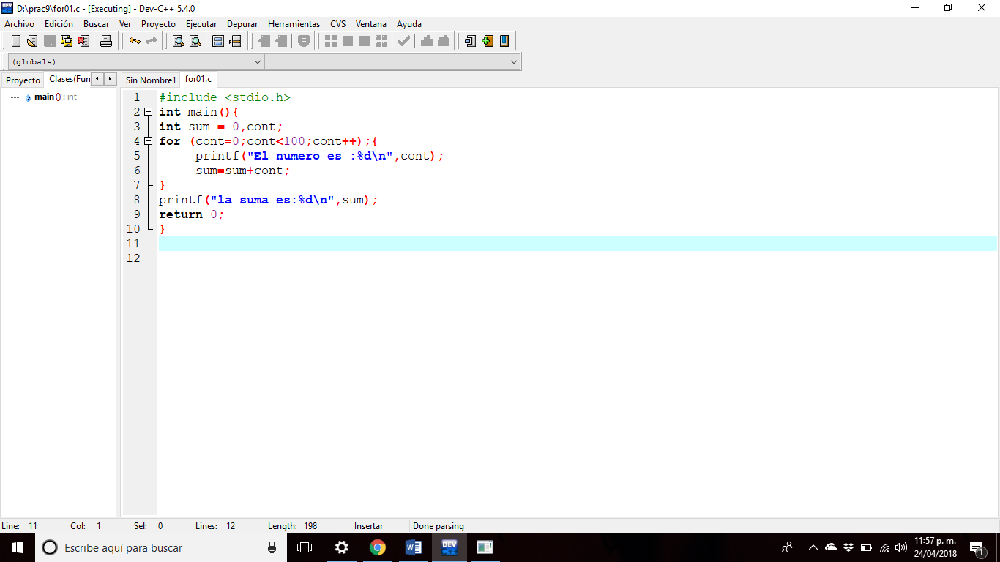 D:\prac9\for01.c - [Executing] - Dev-C++ 5.4.0
Archivo Edición Buscar Ver Proyecto Ejecutar Depurar Herramientas CVS Ventana Ayuda
(globals)
Proyecto Clases(Fun Sin Nombre1 for01.c
main () : int
1 #include <stdio.h>
2 int main(){
3 int sum = 0,cont;
4 for (cont=0;cont<100;cont++);{
5 printf("El numero es :%d\n",cont);
6 sum=sum+cont;
7 }
8 printf("la suma es:%d\n",sum);
9 return 0;
10 }
11
12
Line: 11 Col: 1 Sel: 0 Lines: 12 Length: 198 Insertar Done parsing
Escribe aquí para buscar
DEV
11:57 p. m.
24/04/2018
1